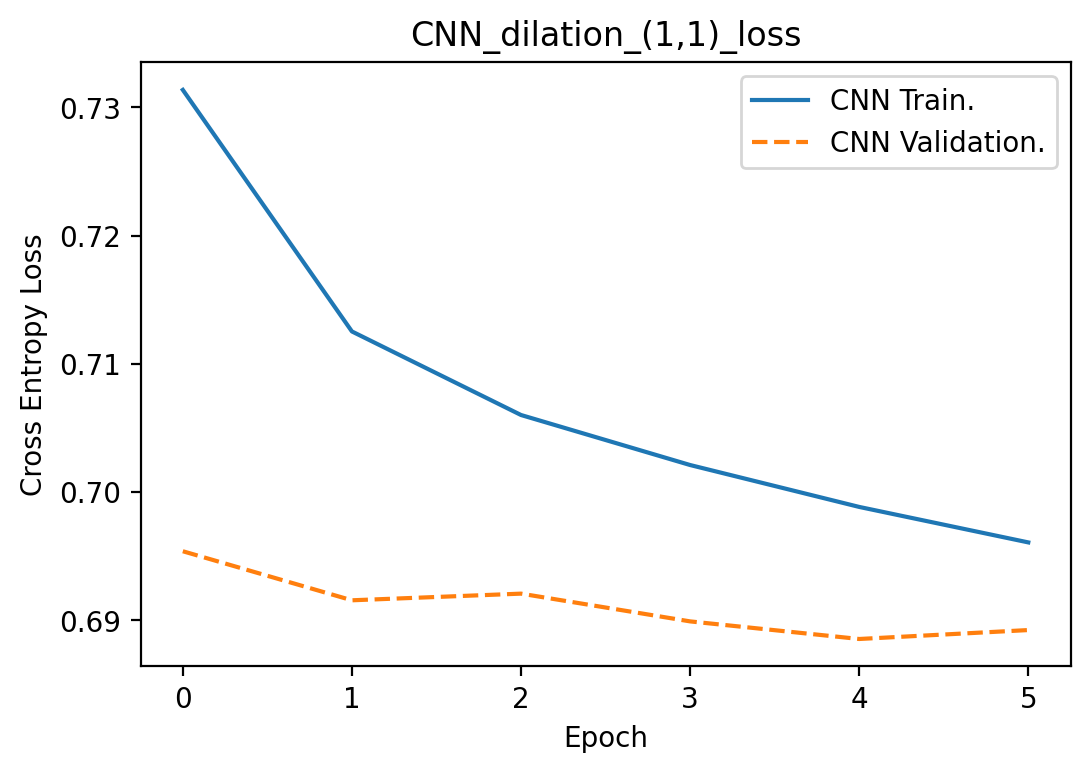 CNN_dilation_(1,1)_loss
CNN Train.
CNN Validation.
Cross Entropy Loss
0.73
0.72
0.71
0.70
0.69
0 1 2 3 4 5
Epoch